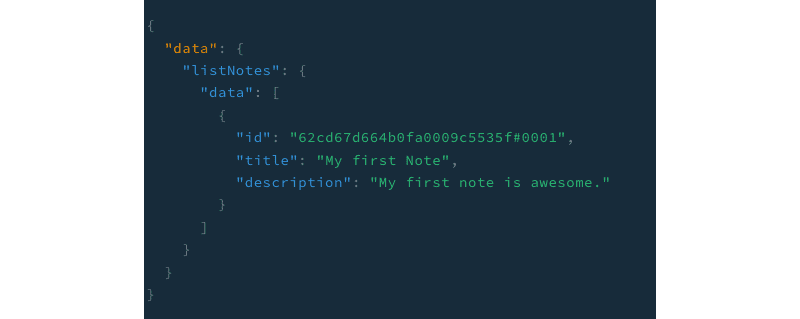 {
  "data": {
    "listNotes": {
      "data": [
        {
          "id": "62cd67d664b0fa0009c5535f#0001",
          "title": "My first Note",
          "description": "My first note is awesome."
        }
      ]
    }
  }
}